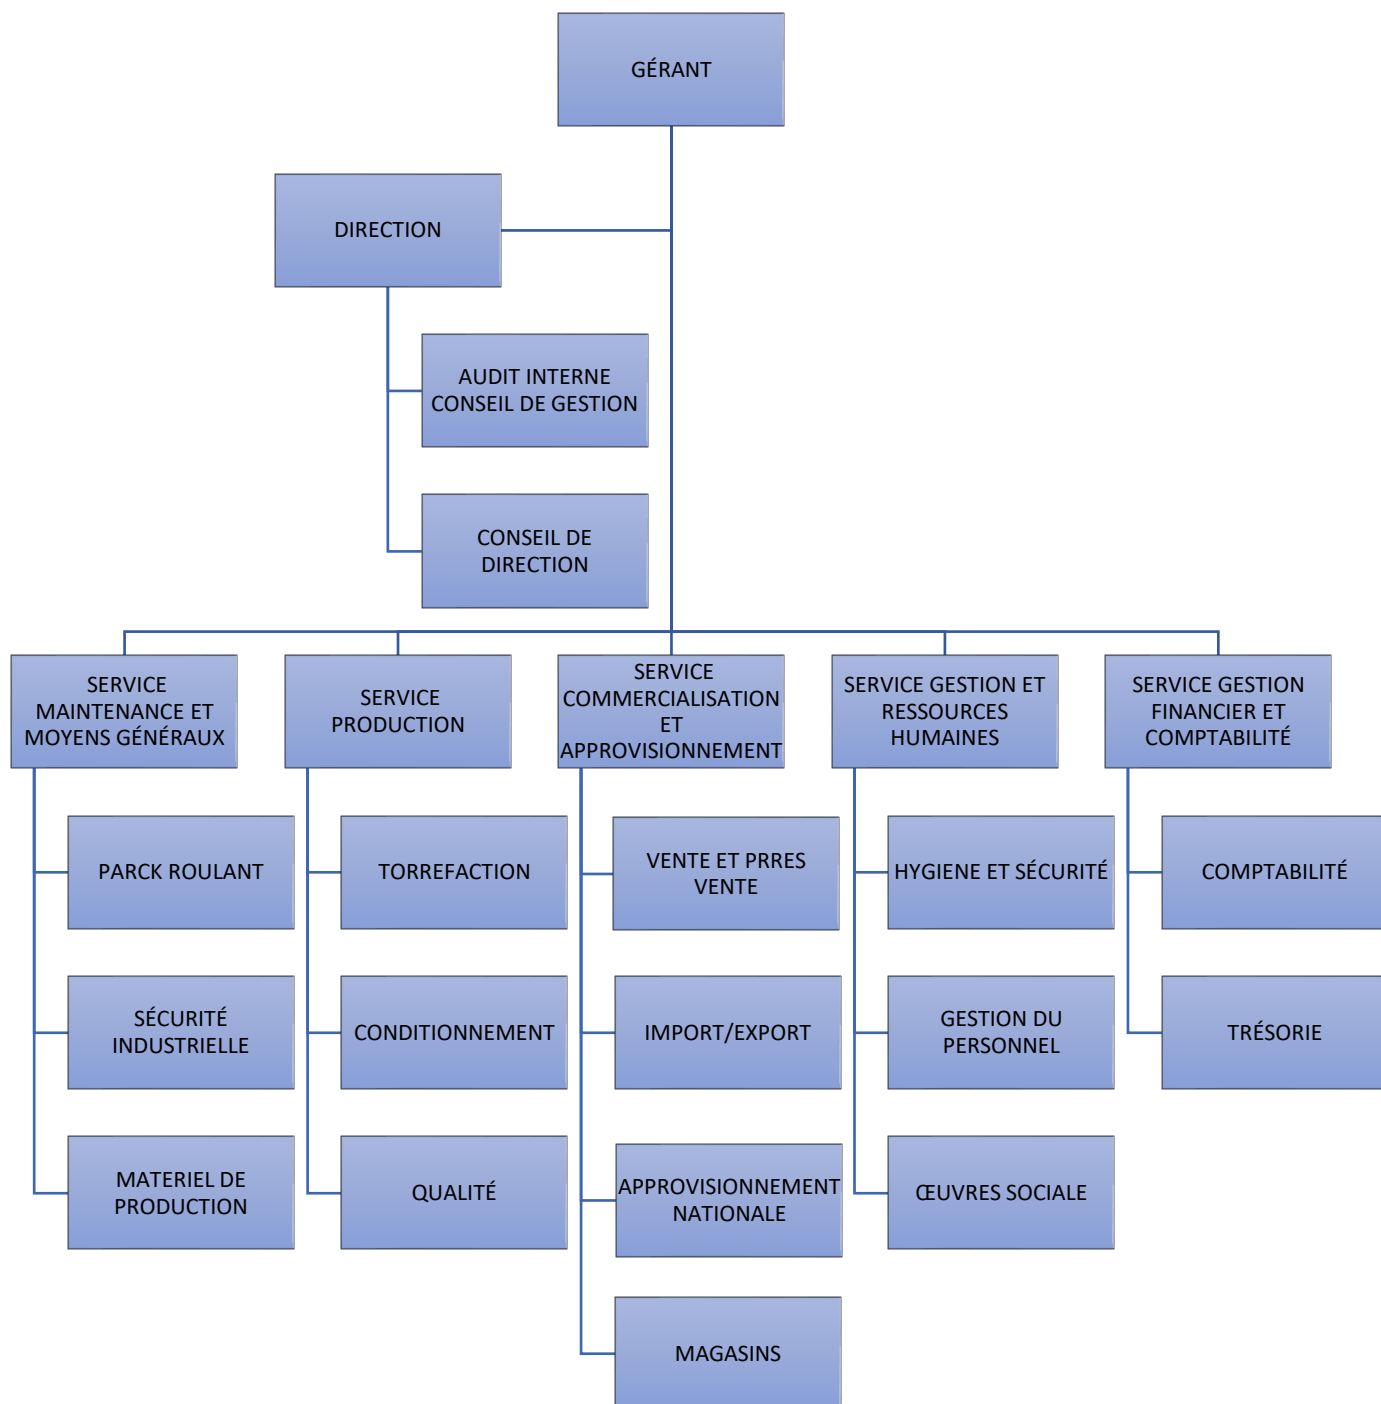 GÉRANT
DIRECTION
AUDIT INTERNE
CONSEIL DE GESTION
CONSEIL DE
DIRECTION
SERVICE
MAINTENANCE ET
MOYENS GÉNÉRAUX
SERVICE
PRODUCTION
SERVICE
COMMERCIALISATION
ET
APPROVISIONNEMENT
SERVICE GESTION ET
RESSOURCES
HUMAINES
SERVICE GESTION
FINANCIER ET
COMPTABILITÉ
PARCK ROULANT
TORREFACTION
VENTE ET PRRES
VENTE
HYGIENE ET SÉCURITÉ
COMPTABILITÉ
SÉCURITÉ
INDUSTRIELLE
CONDITIONNEMENT
IMPORT/EXPORT
GESTION DU
PERSONNEL
TRÉSORIE
MATERIEL DE
PRODUCTION
QUALITÉ
APPROVISIONNEMENT
NATIONALE
ŒUVRES SOCIALE
MAGASINS